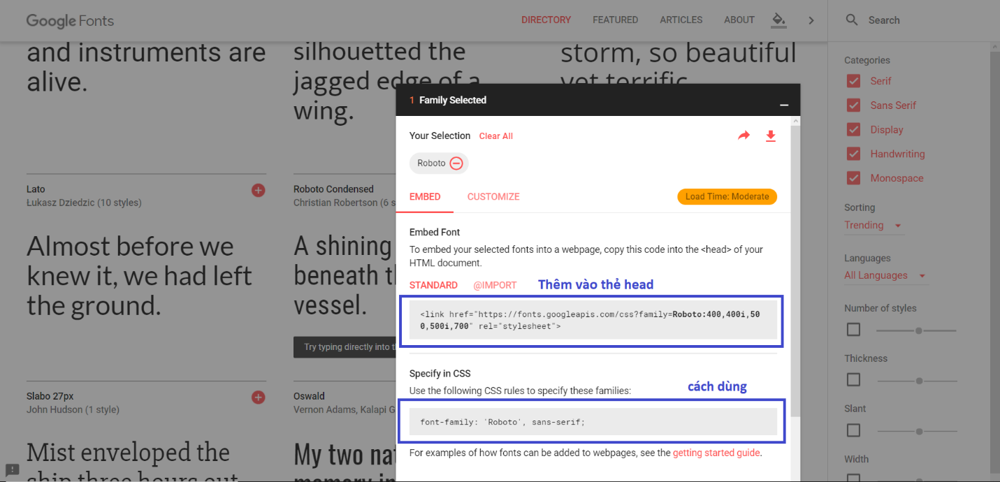 Google Fonts
DIRECTORY
FEATURED
ARTICLES
ABOUT
Search
and instruments are
alive.
silhouetted the
jagged edge of a
wing.
storm, so beautiful
yet terrific
Lato
Łukasz Dziedzic (10 styles)
Roboto Condensed
Christian Robertson (6 s
Almost before we
knew it, we had left
the ground.
A shining
beneath th
vessel.
Try typing directly into t
Slabo 27px
John Hudson (1 style)
Oswald
Vernon Adams, Kalapi G
Mist enveloped the
ship three hours out
My two nat
memory in
1 Family Selected
Your Selection Clear All
Roboto
EMBED
CUSTOMIZE
Load Time: Moderate
Embed Font
To embed your selected fonts into a webpage, copy this code into the <head> of your
HTML document.
STANDARD
@IMPORT
Thêm vào thẻ head
<link href="https://fonts.googleapis.com/css?family=Roboto:400,400i,50
0,500i,700" rel="stylesheet">
Specify in CSS
Use the following CSS rules to specify these families:
cách dùng
font-family: 'Roboto', sans-serif;
For examples of how fonts can be added to webpages, see the getting started guide.
Categories
Serif
Sans Serif
Display
Handwriting
Monospace
Sorting
Trending
Languages
All Languages
Number of styles
Thickness
Slant
Width